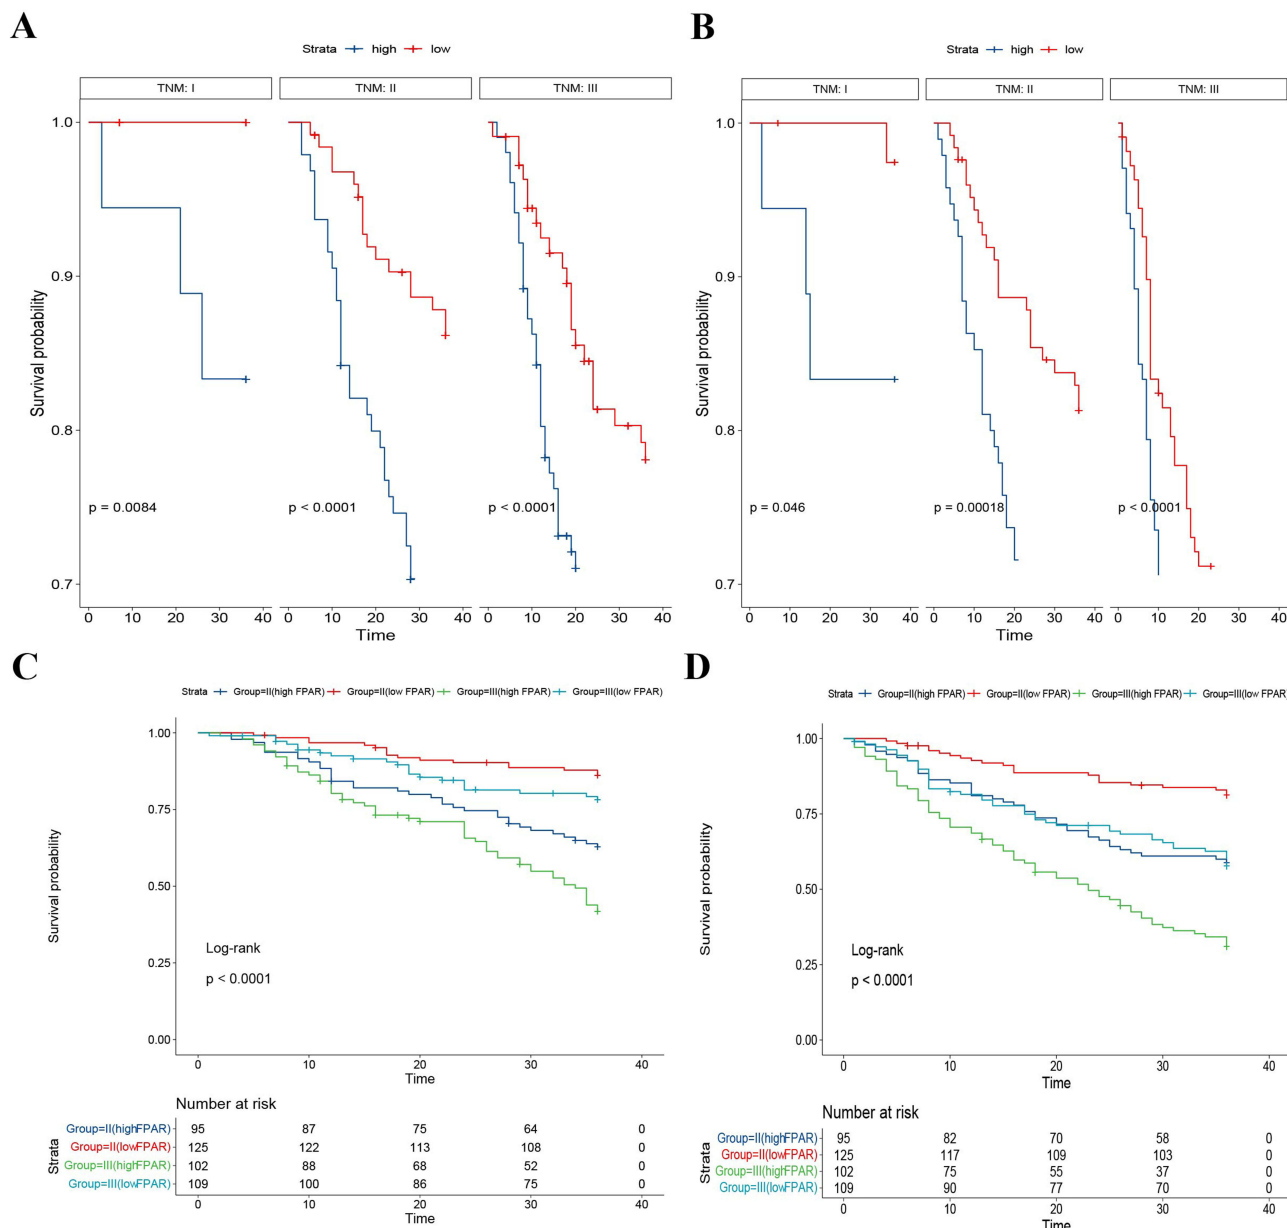 A
Strata high low
TNM: I TNM: II TNM: III
1.0
0.9
0.8
0.7
Survival probability
p = 0.0084 p < 0.0001 p < 0.0001
0 10 20 30 40 0 10 20 30 40 0 10 20 30 40
Time
B
Strata high low
TNM: I TNM: II TNM: III
1.0
0.9
0.8
0.7
Survival probability
p = 0.046 p = 0.00018 p < 0.0001
0 10 20 30 40 0 10 20 30 40 0 10 20 30 40
Time
C
Strata Group=II(high FPAR) Group=II(low FPAR) Group=III(high FPAR) Group=III(low FPAR)
1.00
0.75
0.50
0.25
0.00
Survival probability
Log-rank
p < 0.0001
0 10 20 30 40
Time
Number at risk
Strata
Group=II(highFPAR) 95 87 75 64 0
Group=II(lowFPAR) 125 122 113 108 0
Group=III(highFPAR) 102 88 68 52 0
Group=III(lowFPAR) 109 100 86 75 0
0 10 20 30 40
Time
D
Strata Group=II(high FPAR) Group=II(low FPAR) Group=III(high FPAR) Group=III(low FPAR)
1.00
0.75
0.50
0.25
0.00
Survival probability
Log-rank
p < 0.0001
0 10 20 30 40
Time
Number at risk
Strata
Group=II(highFPAR) 95 82 70 58 0
Group=II(lowFPAR) 125 117 109 103 0
Group=III(highFPAR) 102 75 55 37 0
Group=III(lowFPAR) 109 90 77 70 0
0 10 20 30 40
Time